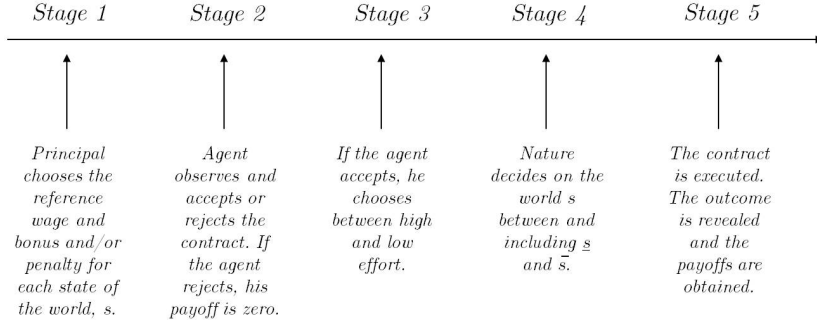 Stage 1
Stage 2
Stage 3
Stage 4
Stage 5
Principal
chooses the
reference
wage and
bonus and/or
penalty for
each state of
the world, s.
Agent
observes and
accepts or
rejects the
contract. If
the agent
rejects, his
payoff is zero.
If the agent
accepts, he
chooses
between high
and low
effort.
Nature
decides on the
world s
between and
including s̲
and s̅.
The contract
is executed.
The outcome
is revealed
and the
payoffs are
obtained.